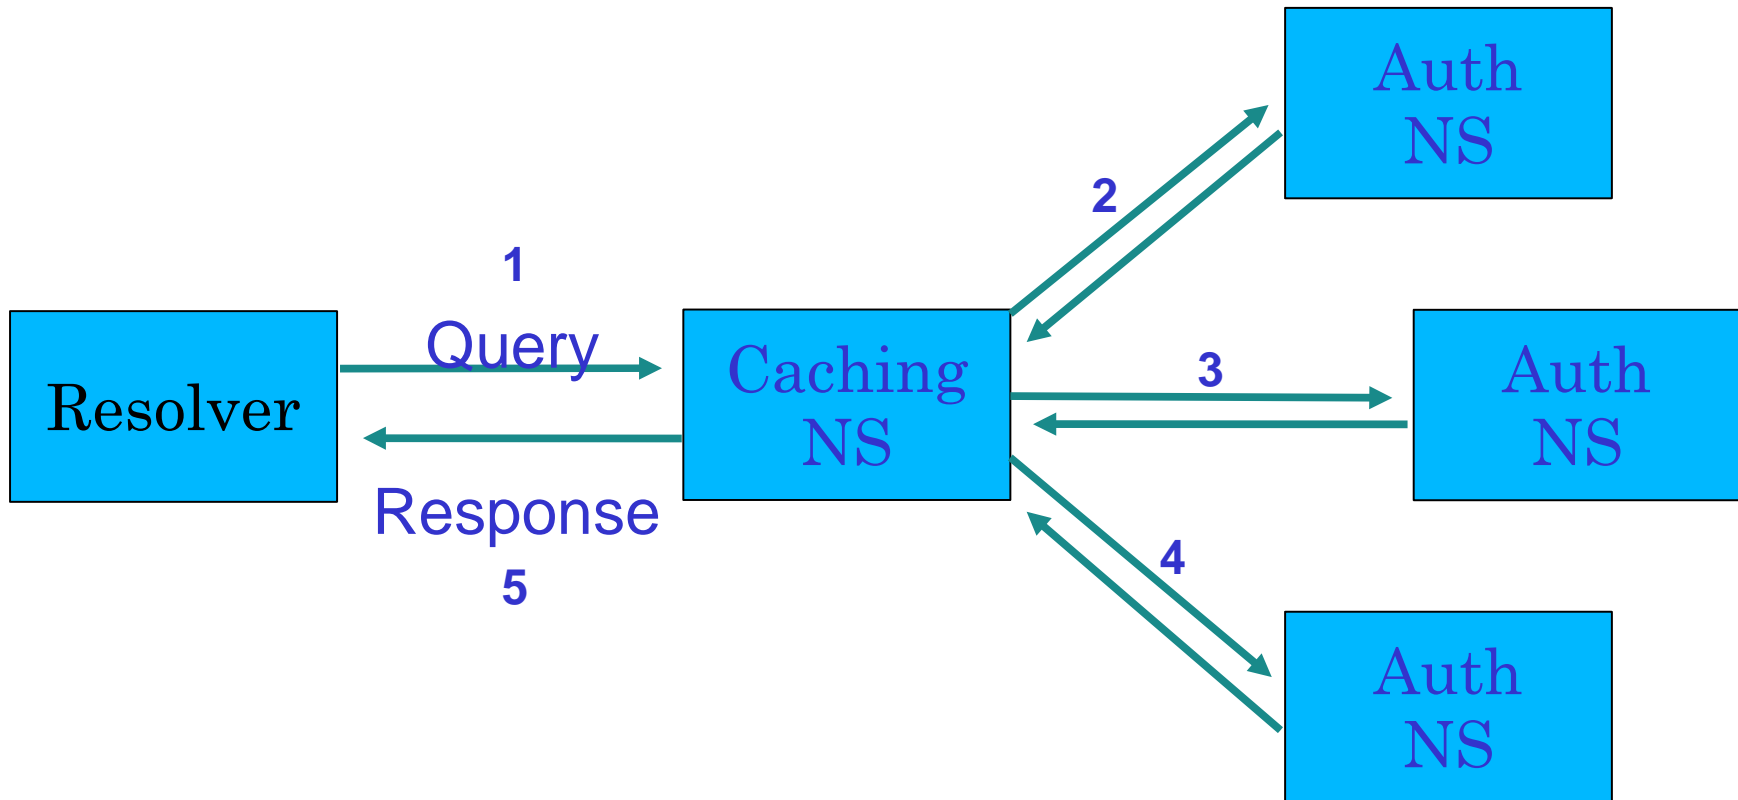 Resolver
1
Query
Response
5
Caching
NS
2
3
4
Auth
NS
Auth
NS
Auth
NS